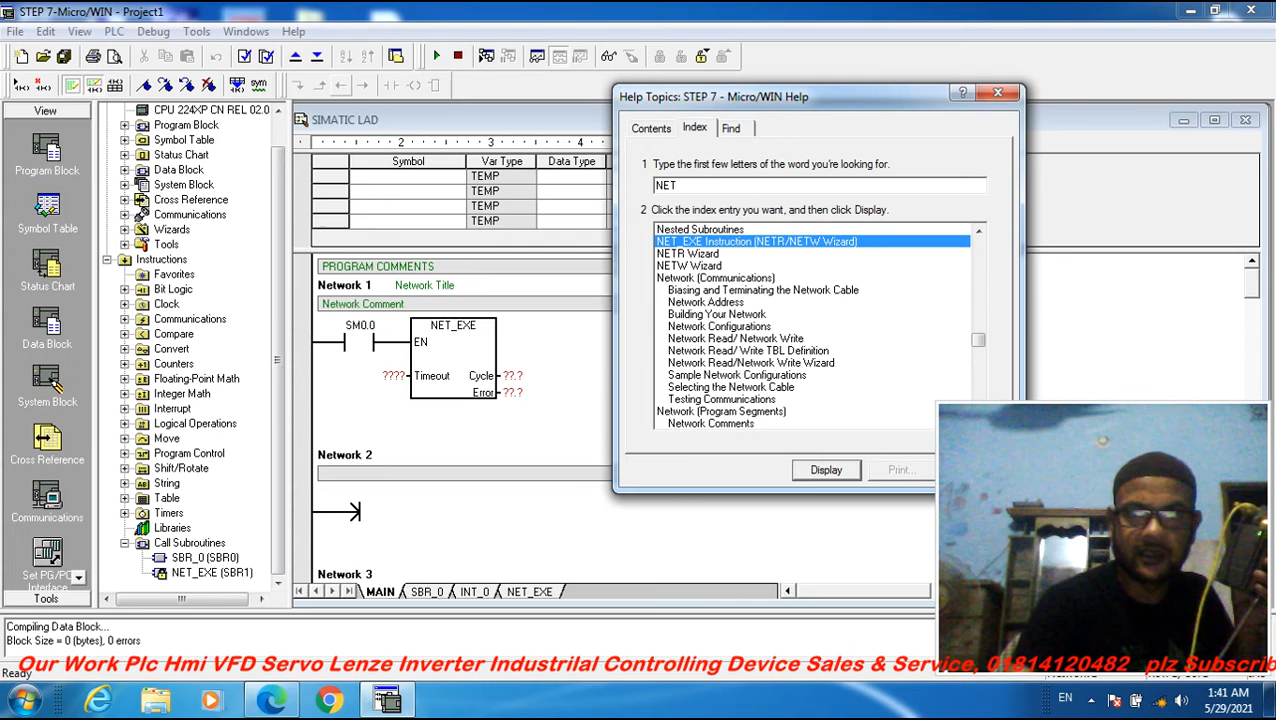 STEP 7-Micro/WIN - Project1
File Edit View PLC Debug Tools Windows Help
sym
View
Program Block
Symbol Table
Status Chart
Data Block
System Block
Cross Reference
Communications
Set PG/PC
Interface
Tools
CPU 224XP CN REL 02.0
Program Block
Symbol Table
Status Chart
Data Block
System Block
Cross Reference
Communications
Wizards
Tools
Instructions
Favorites
Bit Logic
Clock
Communications
Compare
Convert
Counters
Floating-Point Math
Integer Math
Interrupt
Logical Operations
Move
Program Control
Shift/Rotate
String
Table
Timers
Libraries
Call Subroutines
SBR_0 (SBR0)
NET_EXE (SBR1)
SIMATIC LAD
2 3 4
Symbol Var Type Data Type
TEMP
TEMP
TEMP
TEMP
PROGRAM COMMENTS
Network 1 Network Title
Network Comment
SM0.0 NET_EXE
EN
???? Timeout Cycle ??.?
Error ??.?
Network 2
Network 3
MAIN SBR_0 INT_0 NET_EXE
Help Topics: STEP 7 - Micro/WIN Help
Contents Index Find
1 Type the first few letters of the word you're looking for.
NET
2 Click the index entry you want, and then click Display.
Nested Subroutines
NET_EXE Instruction (NETR/NETW Wizard)
NETR Wizard
NETW Wizard
Network (Communications)
Biasing and Terminating the Network Cable
Network Address
Building Your Network
Network Configurations
Network Read/ Network Write
Network Read/ Write TBL Definition
Network Read/Network Write Wizard
Sample Network Configurations
Selecting the Network Cable
Testing Communications
Network (Program Segments)
Network Comments
Display Print...
Compiling Data Block...
Block Size = 0 (bytes), 0 errors
Our Work Plc Hmi VFD Servo Lenze Inverter Industrilal Controlling Device Sales & Service, 01814120482 plz Subscrib
Ready
EN
1:41 AM
5/29/2021